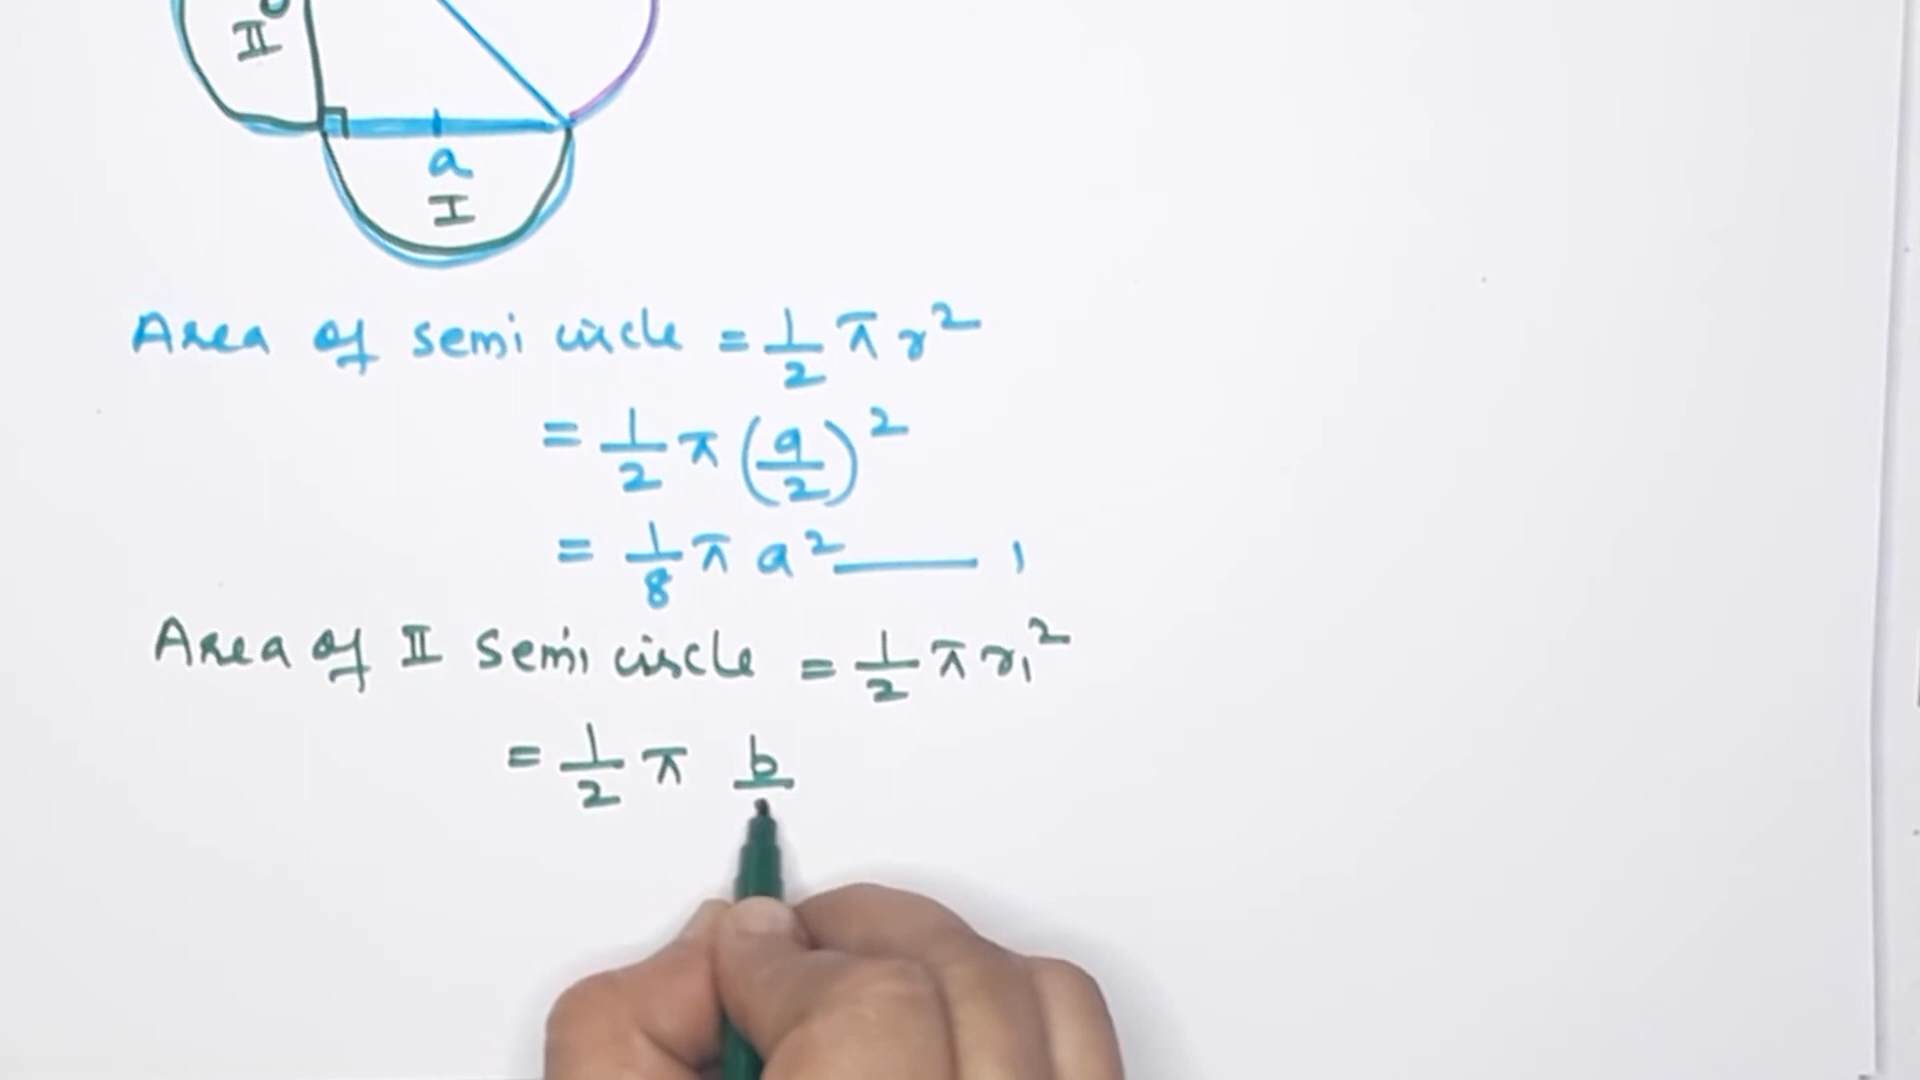 II
a
I
Area of semi circle = 1/2 π r²
= 1/2 π (a/2)²
= 1/8 π a² —— 1
Area of II semi circle = 1/2 π r₁²
= 1/2 π b/